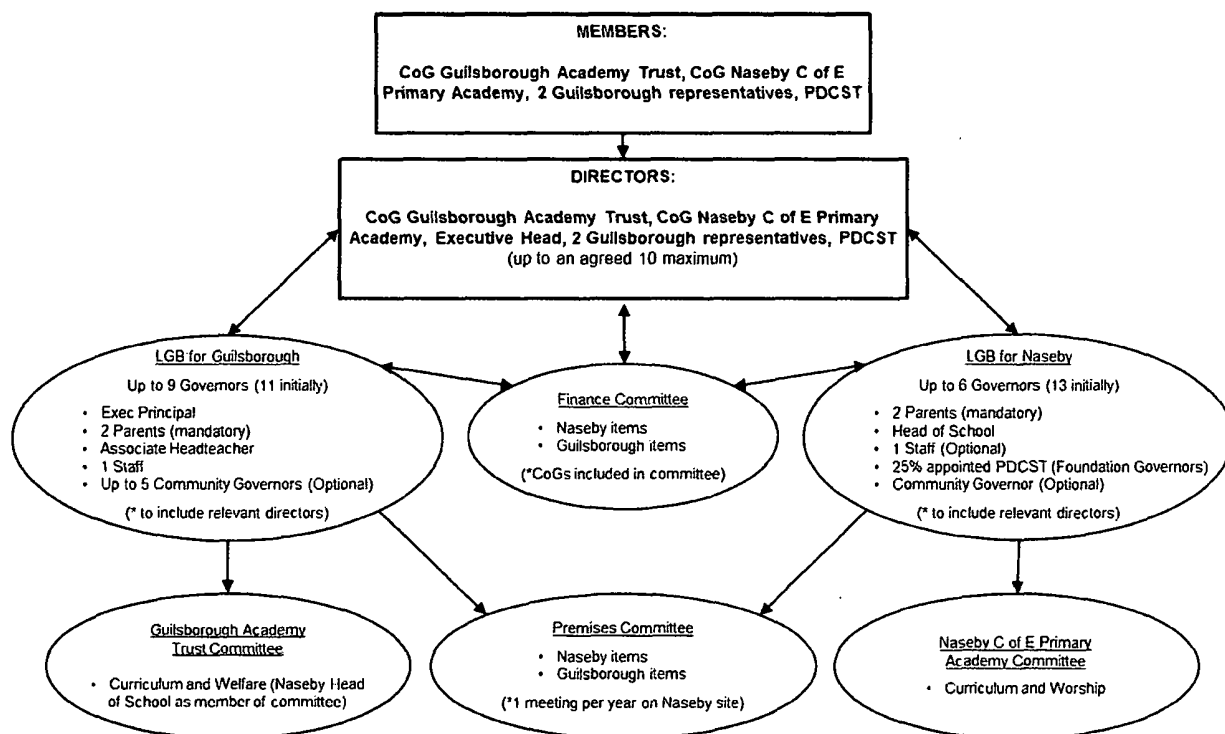 MEMBERS:
CoG Guilsborough Academy Trust, CoG Naseby C of E
Primary Academy, 2 Guilsborough representatives, PDCST
DIRECTORS:
CoG Guilsborough Academy Trust, CoG Naseby C of E Primary
Academy, Executive Head, 2 Guilsborough representatives, PDCST
(up to an agreed 10 maximum)
LGB for Guilsborough
Up to 9 Governors (11 initially)
• Exec Principal
• 2 Parents (mandatory)
• Associate Headteacher
• 1 Staff
• Up to 5 Community Governors (Optional)
(* to include relevant directors)
Finance Committee
• Naseby items
• Guilsborough items
(*CoGs included in committee)
LGB for Naseby
Up to 6 Governors (13 initially)
• 2 Parents (mandatory)
• Head of School
• 1 Staff (Optional)
• 25% appointed PDCST (Foundation Governors)
• Community Governor (Optional)
(* to include relevant directors)
Guilsborough Academy
Trust Committee
• Curriculum and Welfare (Naseby Head
of School as member of committee)
Premises Committee
• Naseby items
• Guilsborough items
(*1 meeting per year on Naseby site)
Naseby C of E Primary
Academy Committee
• Curriculum and Worship